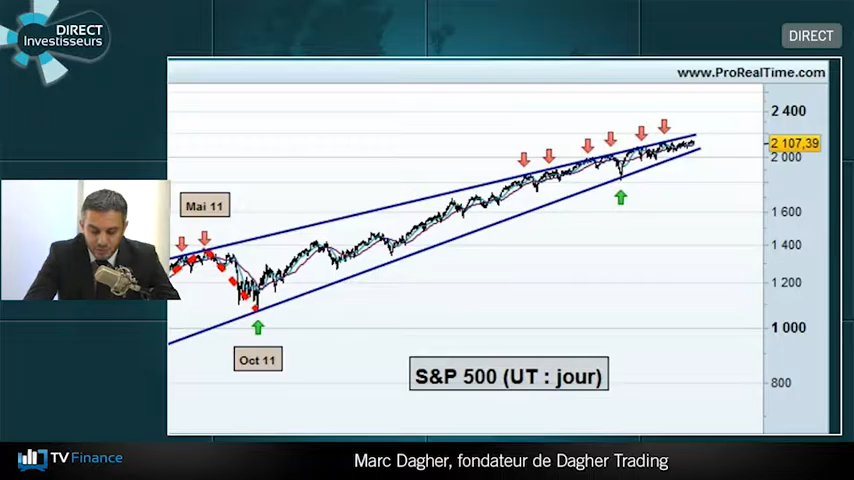 DIRECT
Investisseurs
DIRECT
www.ProRealTime.com
2 400
2 107,39
2 000
1 600
1 400
1 200
1 000
800
Mai 11
Oct 11
S&P 500 (UT : jour)
TV Finance
Marc Dagher, fondateur de Dagher Trading